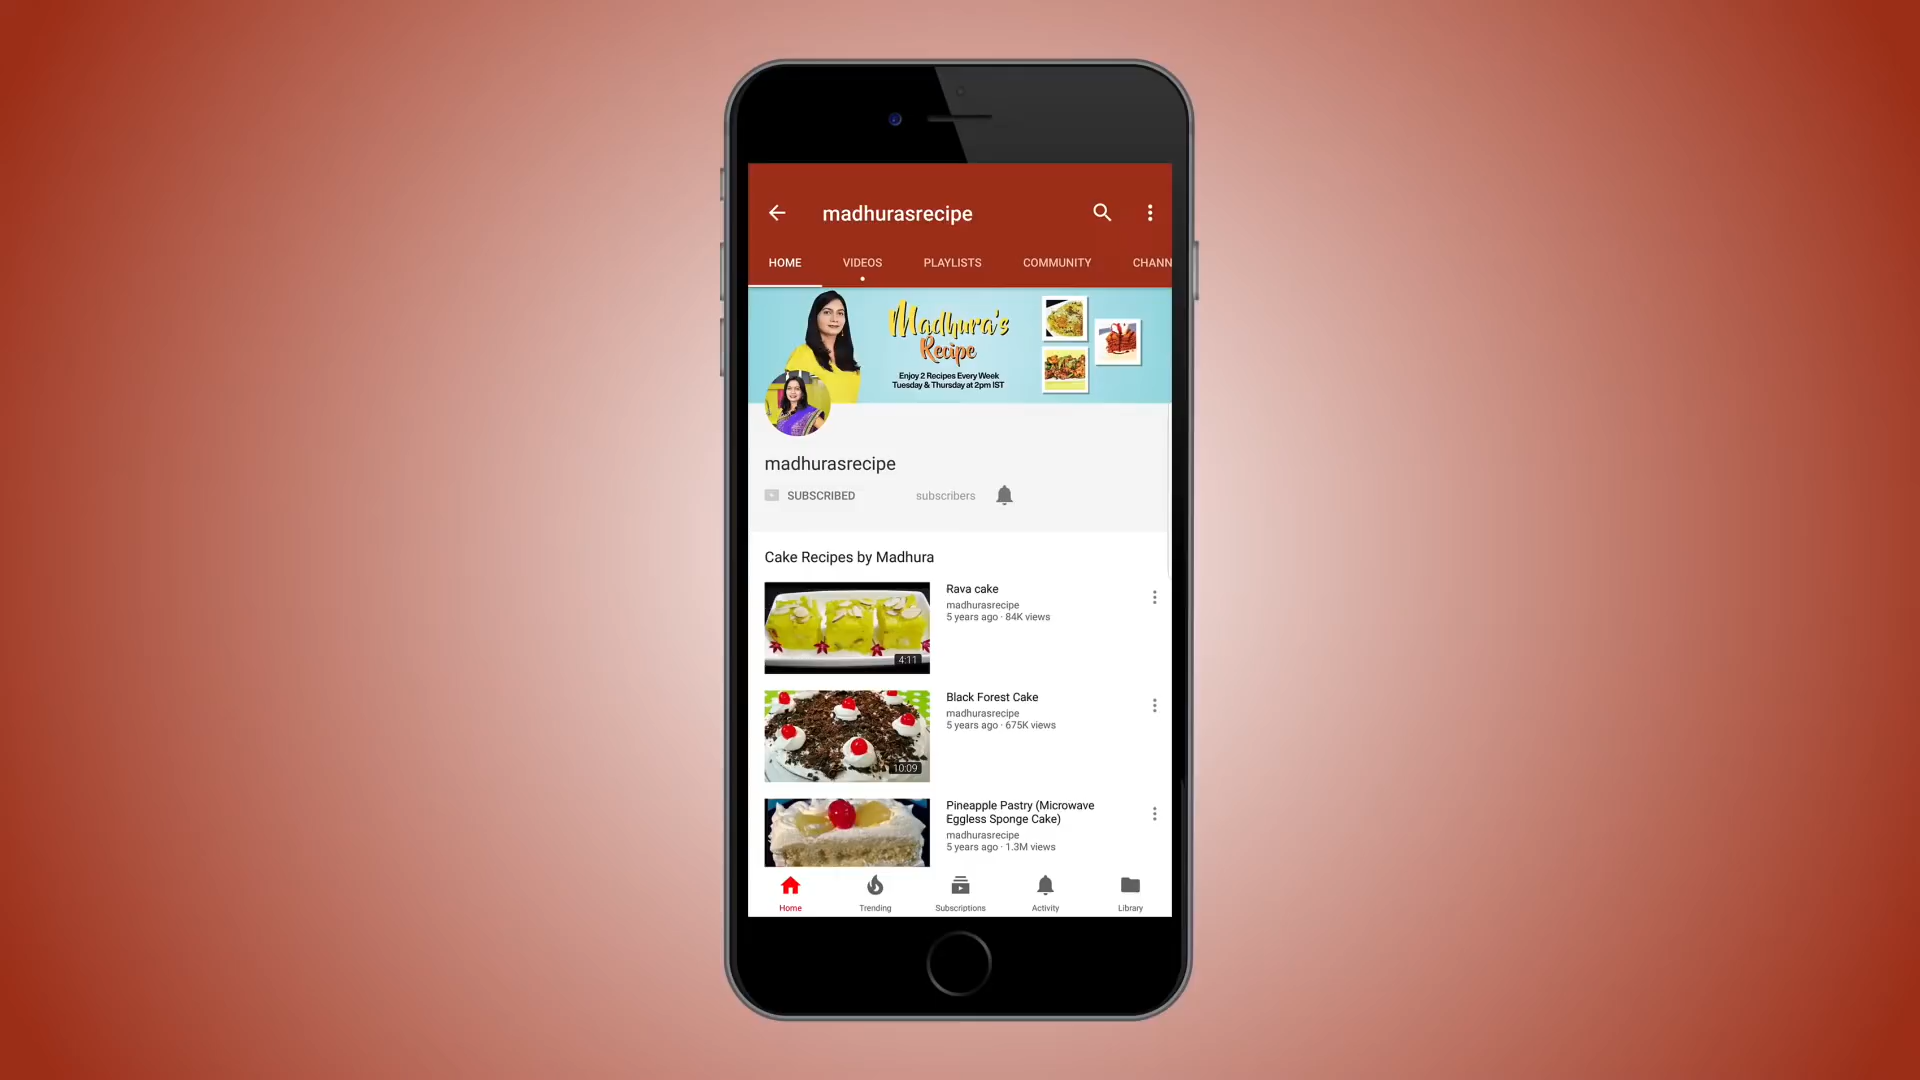 madhurasrecipe
HOME VIDEOS PLAYLISTS COMMUNITY CHANN
Madhura's
Recipe
Enjoy 2 Recipes Every Week
Tuesday & Thursday at 2pm IST
madhurasrecipe
SUBSCRIBED subscribers
Cake Recipes by Madhura
Rava cake
madhurasrecipe
5 years ago · 84K views
4:11
Black Forest Cake
madhurasrecipe
5 years ago · 675K views
10:09
Pineapple Pastry (Microwave
Eggless Sponge Cake)
madhurasrecipe
5 years ago · 1.3M views
Home Trending Subscriptions Activity Library